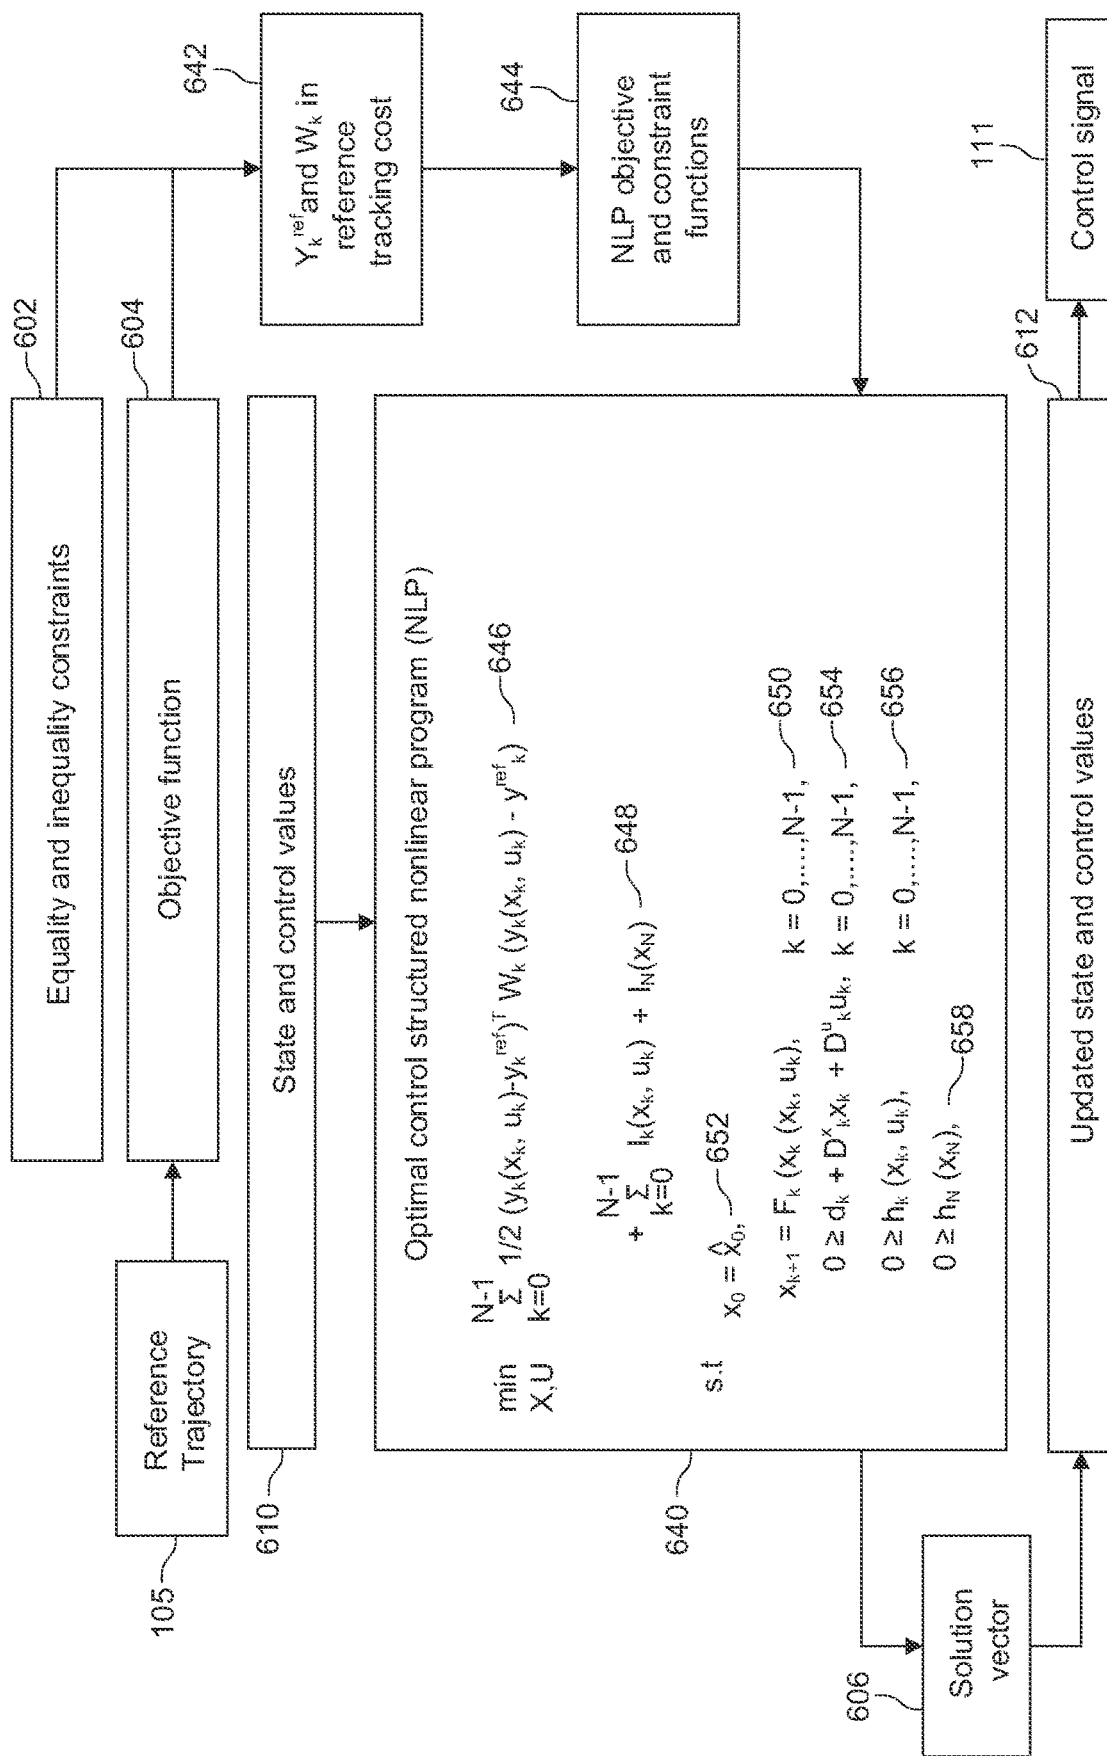 Equality and inequality constraints
602
Reference
Trajectory
105
Objective function
604
State and control values
610
Y_k^ref and W_k in
reference
tracking cost
642
NLP objective
and constraint
functions
644
Optimal control structured nonlinear program (NLP)
min X,U N-1 Σ k=0 1/2 (y_k(x_k, u_k)-y_k^ref)^T W_k (y_k(x_k, u_k) - y^ref_k) 646
+ N-1 Σ k=0 l_k(x_k, u_k) + l_N(x_N) 648
s.t x_0 = x̂_0, 652
x_k+1 = F_k (x_k (x_k, u_k), k = 0,....,N-1, 650
0 ≥ d_k + D^x_k x_k + D^u_k u_k, k = 0,....,N-1, 654
0 ≥ h_k (x_k, u_k), k = 0,....,N-1, 656
0 ≥ h_N (x_N), 658
640
Solution
vector
606
Updated state and control values
612
Control signal
111